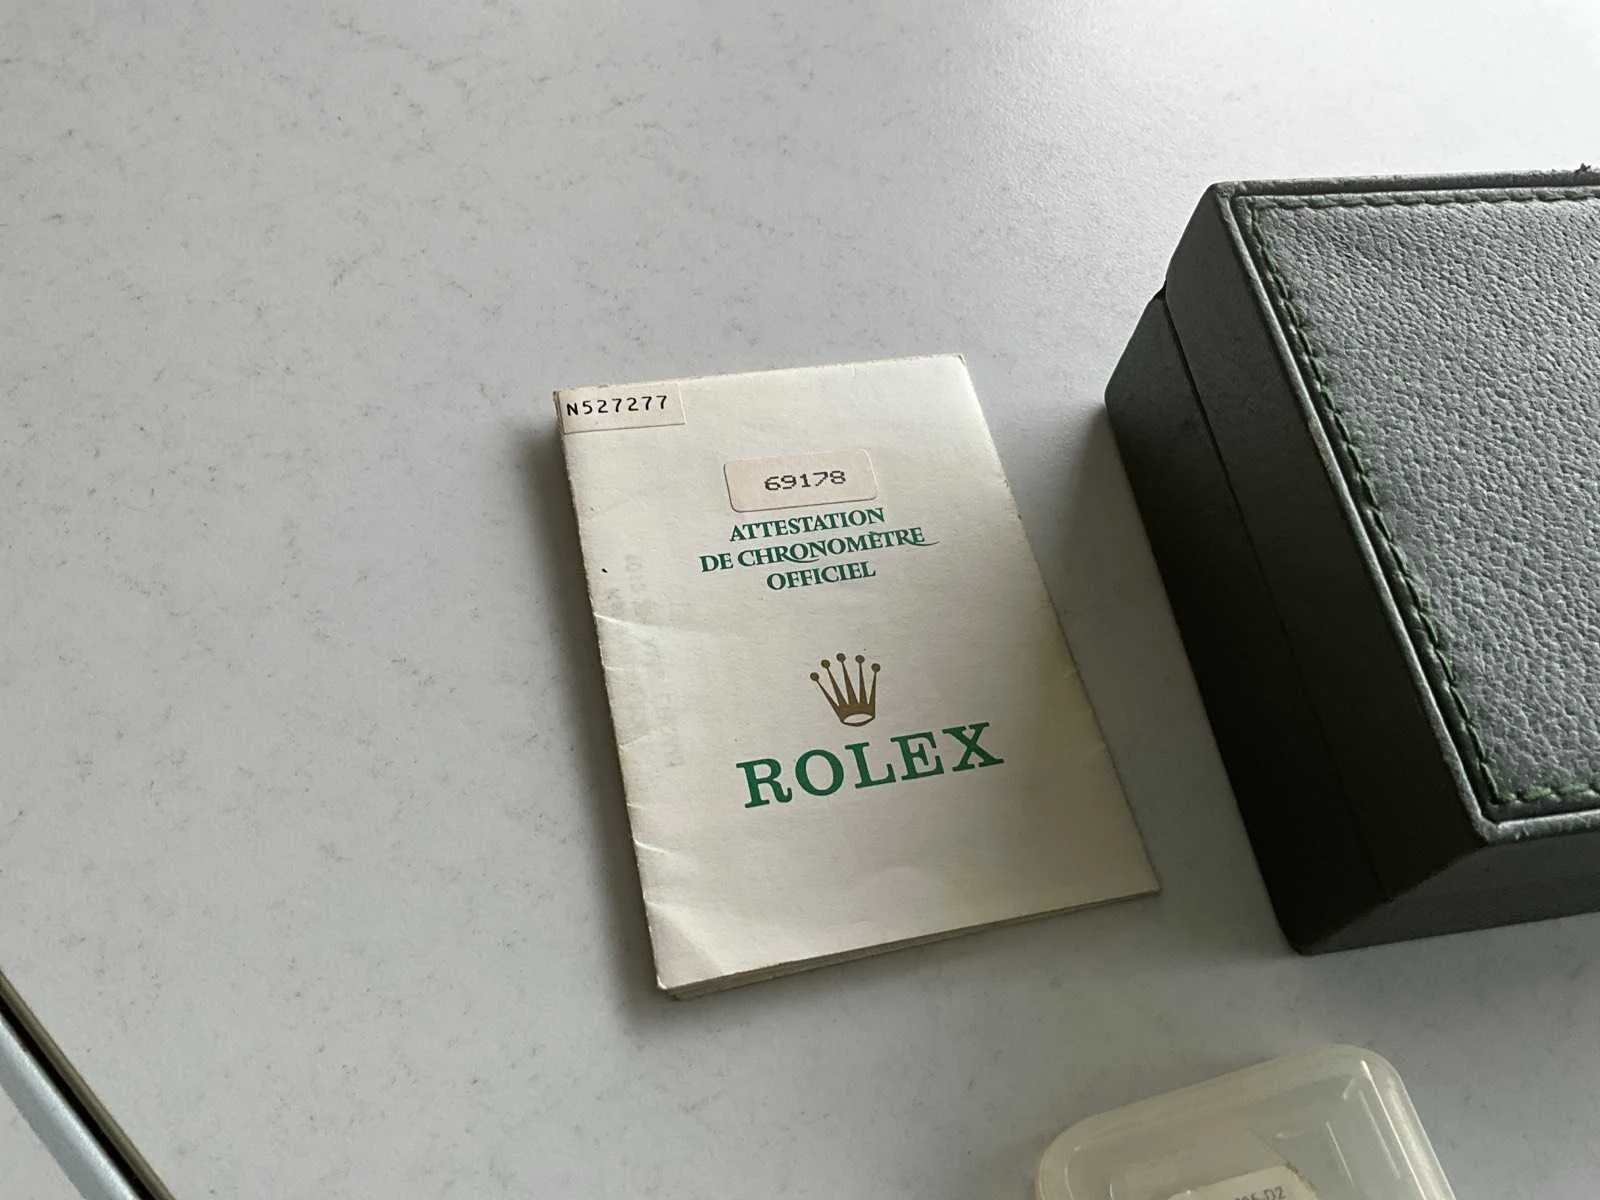 N527277
69178
ATTESTATION
DE CHRONOMÈTRE
OFFICIEL
ROLEX